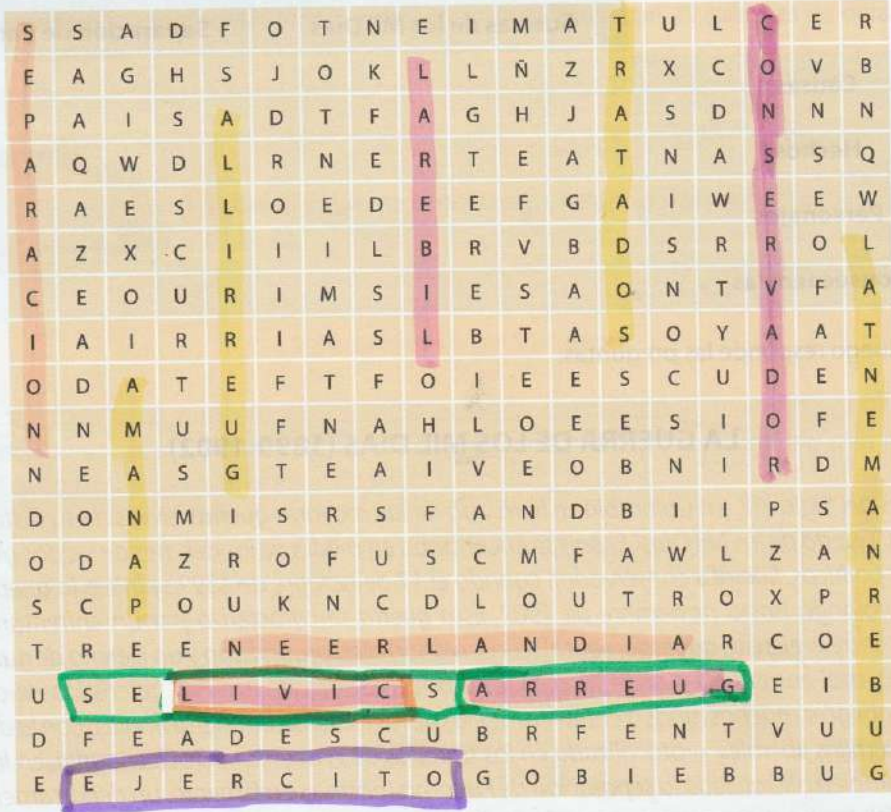 S S A D F O T N E I M A T U L C E R
E A G H S J O K L L Ñ Z R X C O V B
P A I S A D T F A G H J A S D N N N
A Q W D L R N E R T E A T N A S S Q
R A E S L O E D E E F G A I W E E W
A Z X C I I I L B R V B D S R R O L
C E O U R I M S I E S A O N T V F A
I A I R R I A S L B T A S O Y A A T
O D A T E F T F O I E E S C U D E N
N N M U U F N A H L O E E S I O F E
N E A S G T E A I V E O B N I R D M
D O N M I S R S F A N D B I I P S A
O D A Z R O F U S C M F A W L Z A N
S C P O U K N C D L O U T R O X P R
T R E E N E E R L A N D I A R C O E
U S E L I V I C S A R R E U G E I B
D F E A D E S C U B R F E N T V U U
E E J E R C I T O G O B I E B B U G